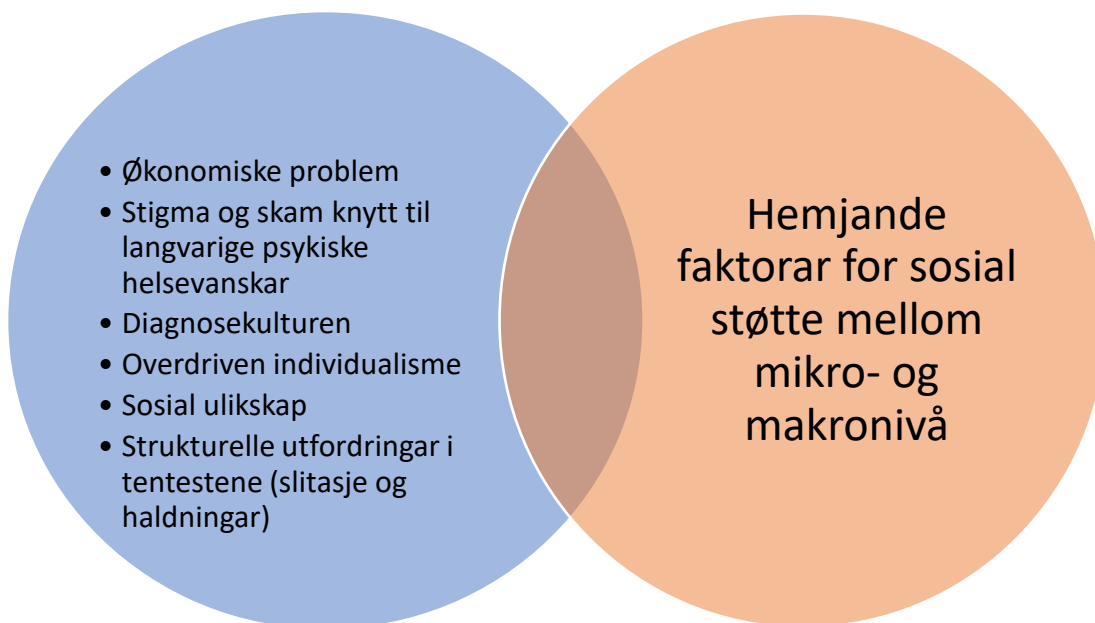 • Økonomiske problem
• Stigma og skam knytt til
langvarige psykiske
helsevanskar
• Diagnosekulturen
• Overdriven individualisme
• Sosial ulikskap
• Strukturelle utfordringar i
tentestene (slitasje og
haldningar)
Hemjande
faktorar for sosial
støtte mellom
mikro- og
makronivå